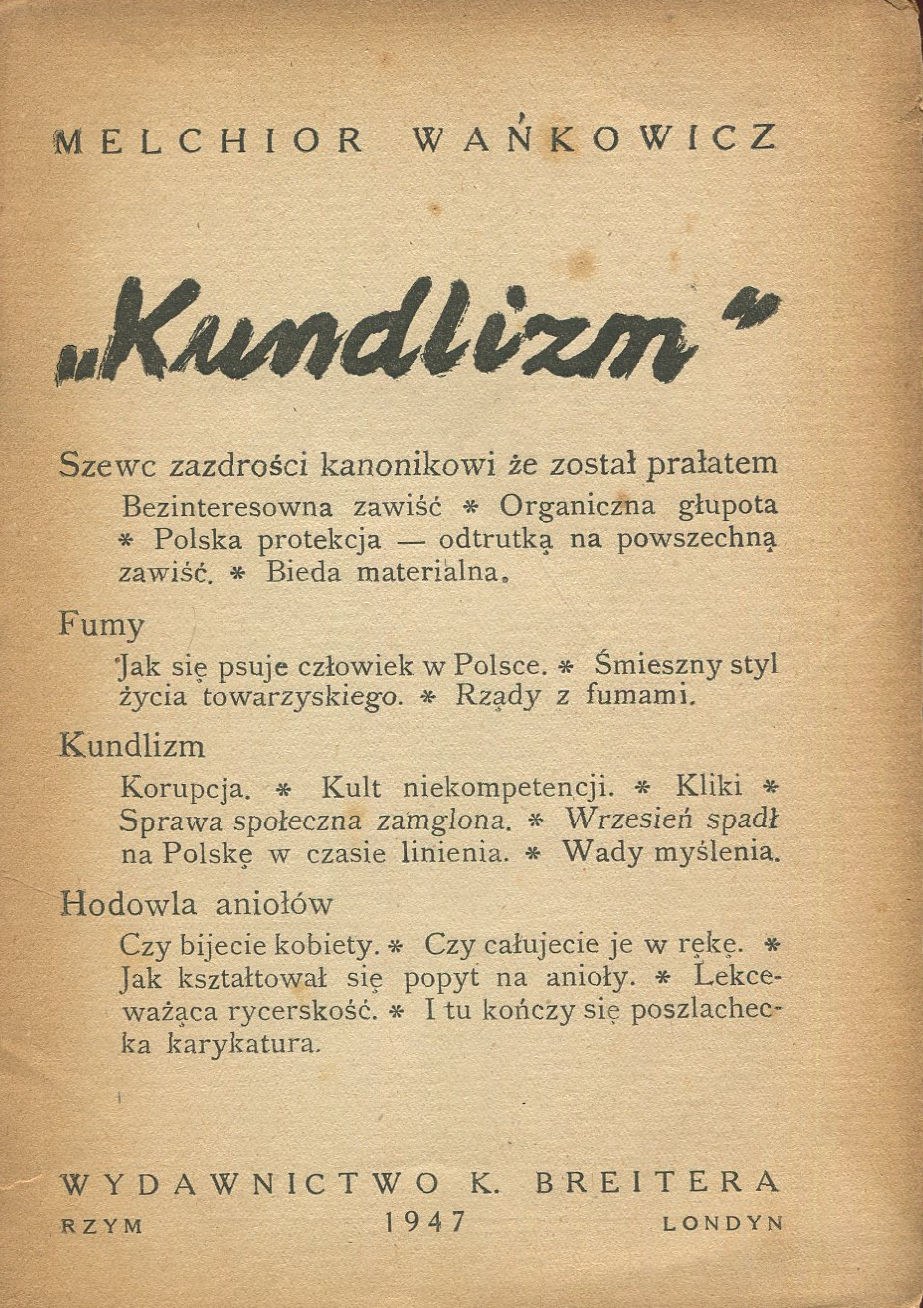 MELCHIOR WAŃKOWICZ
„Kundlizm”
Szewc zazdrości kanonikowi że został prałatem
Bezinteresowna zawiść * Organiczna głupota
* Polska protekcja — odtrutką na powszechną
zawiść. * Bieda materialna.
Fumy
Jak się psuje człowiek w Polsce. * Śmieszny styl
życia towarzyskiego. * Rządy z fumami.
Kundlizm
Korupcja. * Kult niekompetencji. * Kliki *
Sprawa społeczna zamglona. * Wrzesień spadł
na Polskę w czasie linienia. * Wady myślenia.
Hodowla aniołów
Czy bijecie kobiety. * Czy całujecie je w rękę. *
Jak kształtował się popyt na anioły. * Lekce-
ważąca rycerskość. * I tu kończy się poszlachec-
ka karykatura.
WYDAWNICTWO K. BREITERA
RZYM 1947 LONDYN